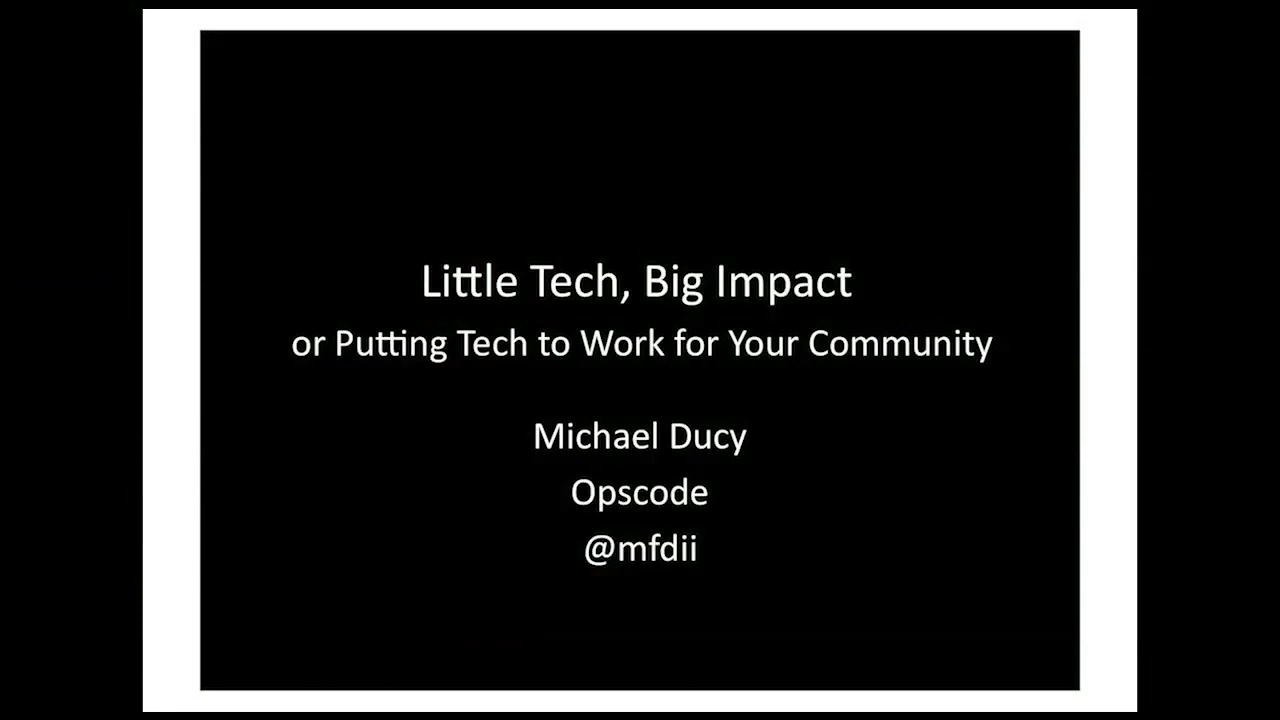 Little Tech, Big Impact
or Putting Tech to Work for Your Community
Michael Ducy
Opscode
@mfdii